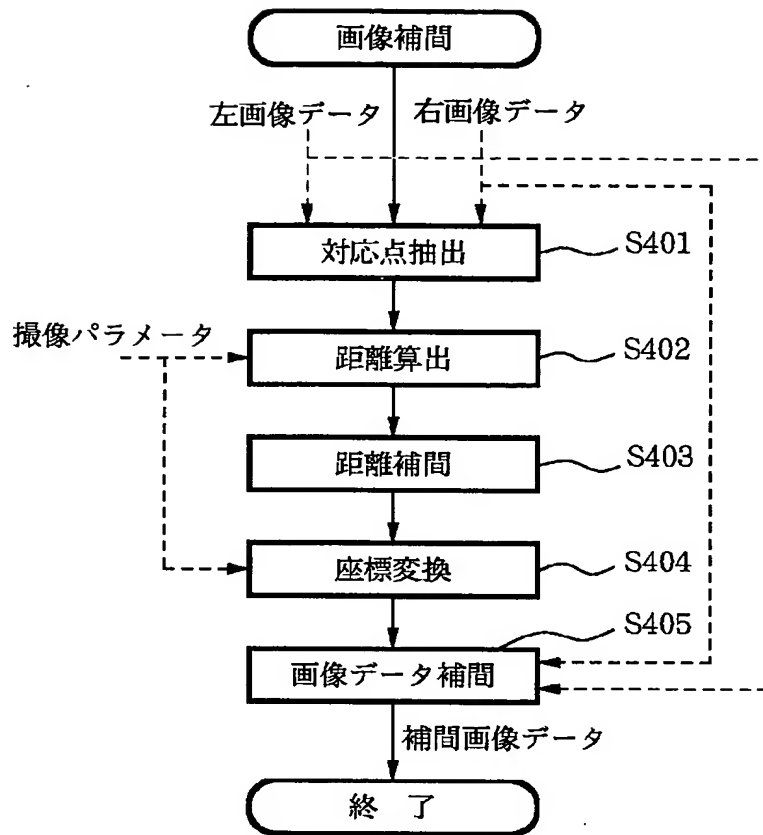 画像補間
左画像データ
右画像データ
対応点抽出
S401
撮像パラメータ
距離算出
S402
距離補間
S403
座標変換
S404
S405
画像データ補間
補間画像データ
終 了